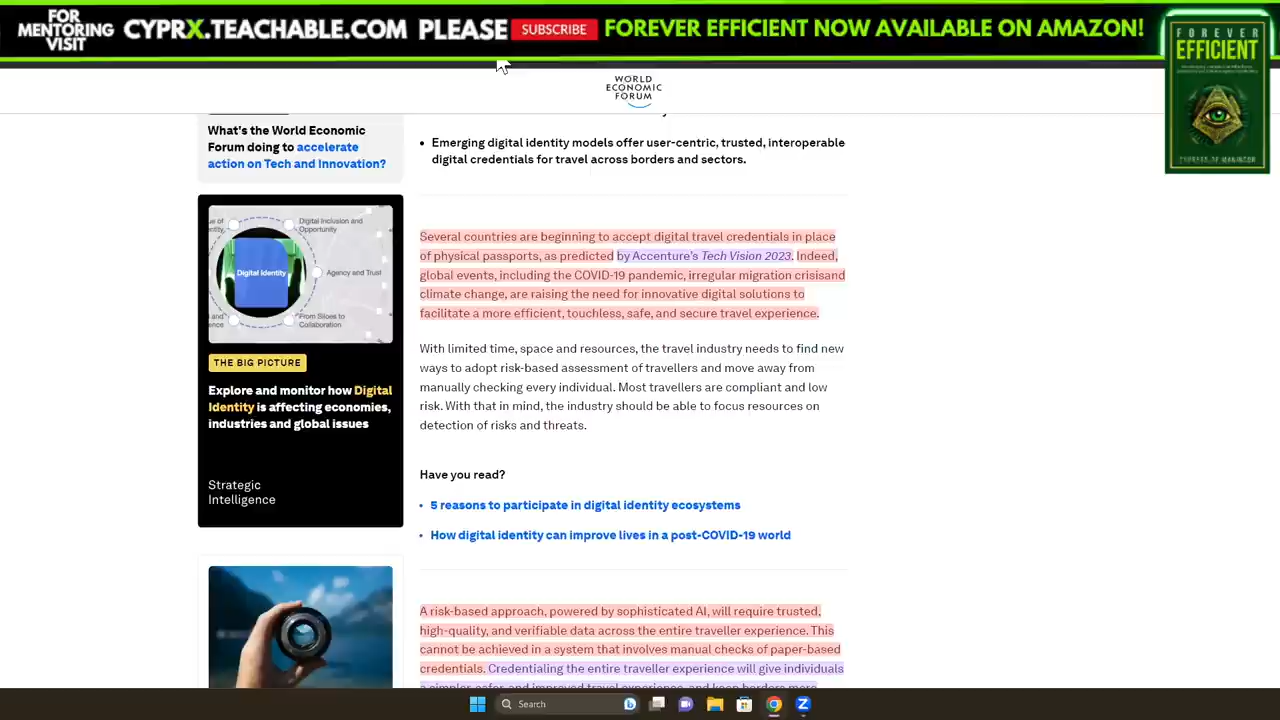 FOR
MENTORING
VISIT
CYPRX.TEACHABLE.COM PLEASE SUBSCRIBE FOREVER EFFICIENT NOW AVAILABLE ON AMAZON!
FOREVER
EFFICIENT
WORLD
ECONOMIC
FORUM
What's the World Economic
Forum doing to accelerate
action on Tech and Innovation?
Digital Inclusion and
Opportunity
Digital Identity
Agency and Trust
From Siloes to
Collaboration
THE BIG PICTURE
Explore and monitor how Digital
Identity is affecting economies,
industries and global issues
Strategic
Intelligence
• Emerging digital identity models offer user-centric, trusted, interoperable
digital credentials for travel across borders and sectors.
Several countries are beginning to accept digital travel credentials in place
of physical passports, as predicted by Accenture's Tech Vision 2023. Indeed,
global events, including the COVID-19 pandemic, irregular migration crisisand
climate change, are raising the need for innovative digital solutions to
facilitate a more efficient, touchless, safe, and secure travel experience.
With limited time, space and resources, the travel industry needs to find new
ways to adopt risk-based assessment of travellers and move away from
manually checking every individual. Most travellers are compliant and low
risk. With that in mind, the industry should be able to focus resources on
detection of risks and threats.
Have you read?
• 5 reasons to participate in digital identity ecosystems
• How digital identity can improve lives in a post-COVID-19 world
A risk-based approach, powered by sophisticated AI, will require trusted,
high-quality, and verifiable data across the entire traveller experience. This
cannot be achieved in a system that involves manual checks of paper-based
credentials. Credentialing the entire traveller experience will give individuals
a simpler, safer, and improved travel experience, and keep borders more
Search